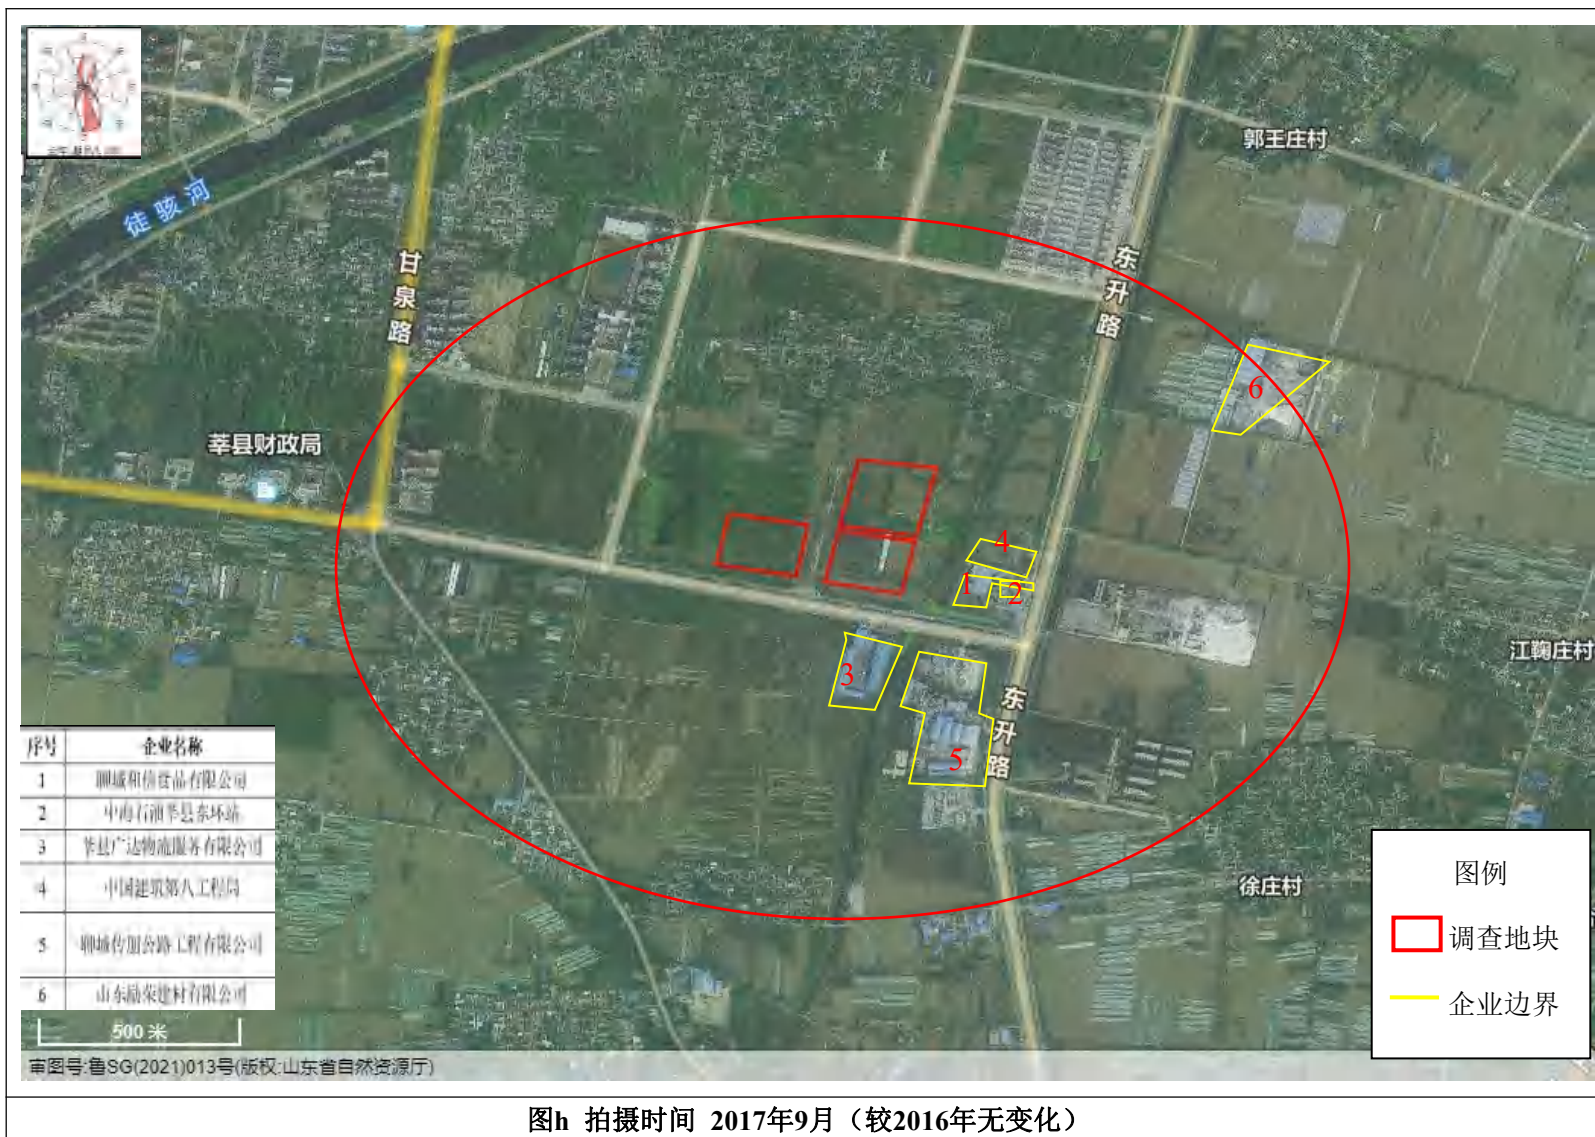 郭王庄村
徒骇河
甘泉路
东升路
6
莘县财政局
4
1
2
江鞠庄村
3
东升路
5
序号 企业名称
1 聊城和信食品有限公司
2 中海石油莘县东环站
3 莘县广达物流服务有限公司
4 中国建筑第八工程局
5 公路工程有限公司
6 山东励荣建材有限公司
徐庄村
图例
调查地块
企业边界
500 米
审图号:鲁SG(2021)013号(版权:山东省自然资源厅)
图h 拍摄时间 2017年9月（较2016年无变化）